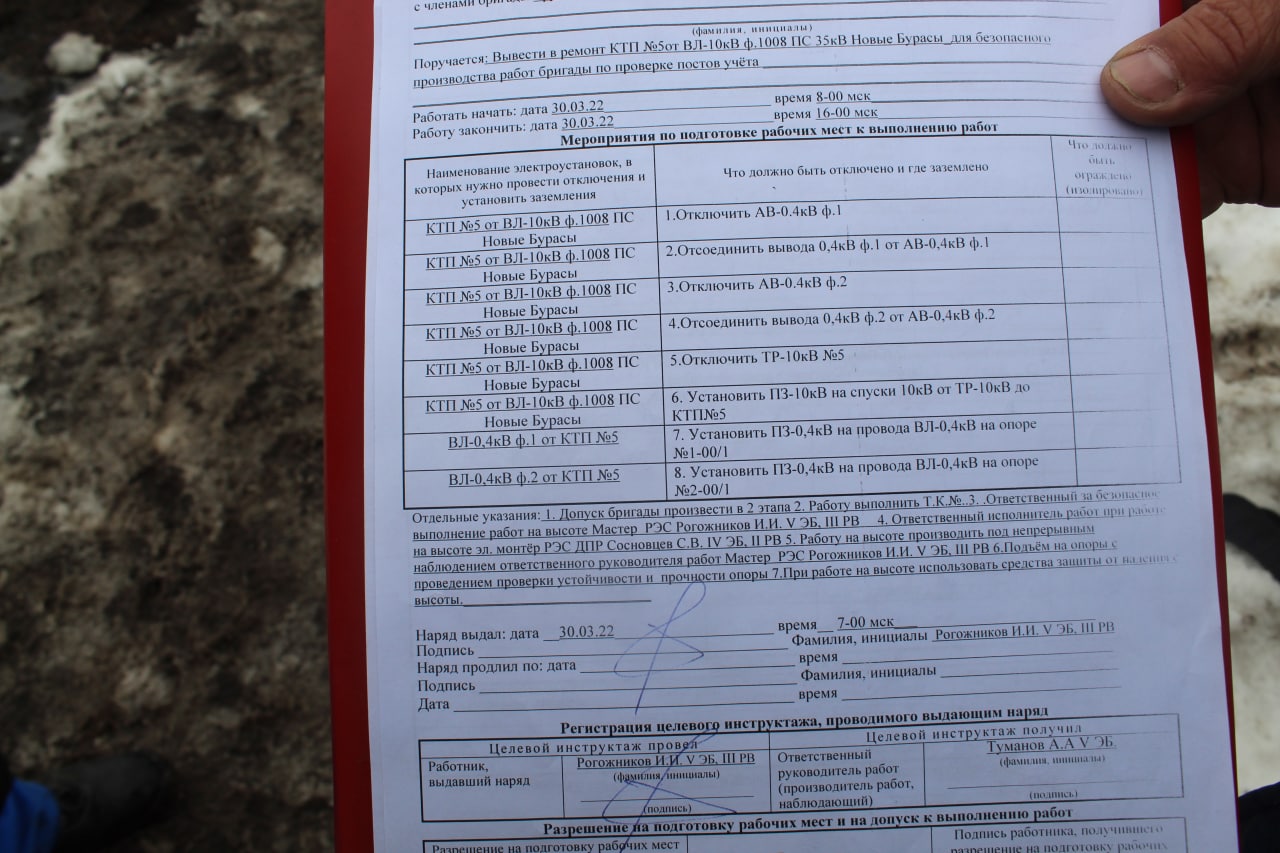 с членами
(фамилия, инициалы)
Поручается: Вывести в ремонт КТП №5от ВЛ-10кВ ф.1008 ПС 35кВ Новые Бурасы_для безопасного
производства работ бригады по проверке постов учёта
Работать начать: дата 30.03.22 время 8-00 мск
Работу закончить: дата 30.03.22 время 16-00 мск
Мероприятия по подготовке рабочих мест к выполнению работ
Наименование электроустановок, в
которых нужно провести отключения и
установить заземления
Что должно быть отключено и где заземлено
Что должно
быть
ограждено
(изолировано)
КТП №5 от ВЛ-10кВ ф.1008 ПС
Новые Бурасы
1.Отключить АВ-0.4кВ ф.1
КТП №5 от ВЛ-10кВ ф.1008 ПС
Новые Бурасы
2.Отсоединить вывода 0,4кВ ф.1 от АВ-0,4кВ ф.1
КТП №5 от ВЛ-10кВ ф.1008 ПС
Новые Бурасы
3.Отключить АВ-0.4кВ ф.2
КТП №5 от ВЛ-10кВ ф.1008 ПС
Новые Бурасы
4.Отсоединить вывода 0,4кВ ф.2 от АВ-0,4кВ ф.2
КТП №5 от ВЛ-10кВ ф.1008 ПС
Новые Бурасы
5.Отключить ТР-10кВ №5
КТП №5 от ВЛ-10кВ ф.1008 ПС
Новые Бурасы
6. Установить ПЗ-10кВ на спуски 10кВ от ТР-10кВ до
КТП№5
ВЛ-0,4кВ ф.1 от КТП №5
7. Установить ПЗ-0,4кВ на провода ВЛ-0,4кВ на опоре
№1-00/1
ВЛ-0,4кВ ф.2 от КТП №5
8. Установить ПЗ-0,4кВ на провода ВЛ-0,4кВ на опоре
№2-00/1
Отдельные указания: 1. Допуск бригады произвести в 2 этапа 2. Работу выполнить Т.К.№..3. .Ответственный за безопасное
выполнение работ на высоте Мастер РЭС Рогожников И.И. V ЭБ, III РВ 4. Ответственный исполнитель работ при работе
на высоте эл. монтёр РЭС ДПР Сосновцев С.В, IV ЭБ, II РВ 5. Работу на высоте производить под непрерывным
наблюдением ответственного руководителя работ Мастер РЭС Рогожников И.И. V ЭБ, III РВ 6.Подъём на опоры с
проведением проверки устойчивости и прочности опоры 7.При работе на высоте использовать средства защиты от падения с
высоты.
Наряд выдал: дата 30.03.22 время 7-00 мск
Подпись Фамилия, инициалы Рогожников И.И. V ЭБ, III РВ
Наряд продлил по: дата время
Подпись Фамилия, инициалы
Дата время
Регистрация целевого инструктажа, проводимого выдающим наряд
Целевой инструктаж провел
Целевой инструктаж получил
Работник,
выдавший наряд
Рогожников И.И. V ЭБ, III РВ
(фамилия, инициалы)
(подпись)
Ответственный
руководитель работ
(производитель работ,
наблюдающий)
Туманов А.А V ЭБ.
(фамилия, инициалы)
(подпись)
Разрешение на подготовку рабочих мест и на допуск к выполнению работ
Разрешение на подготовку рабочих мест
Подпись работника, получившего
разрешение на подготовку рабочих